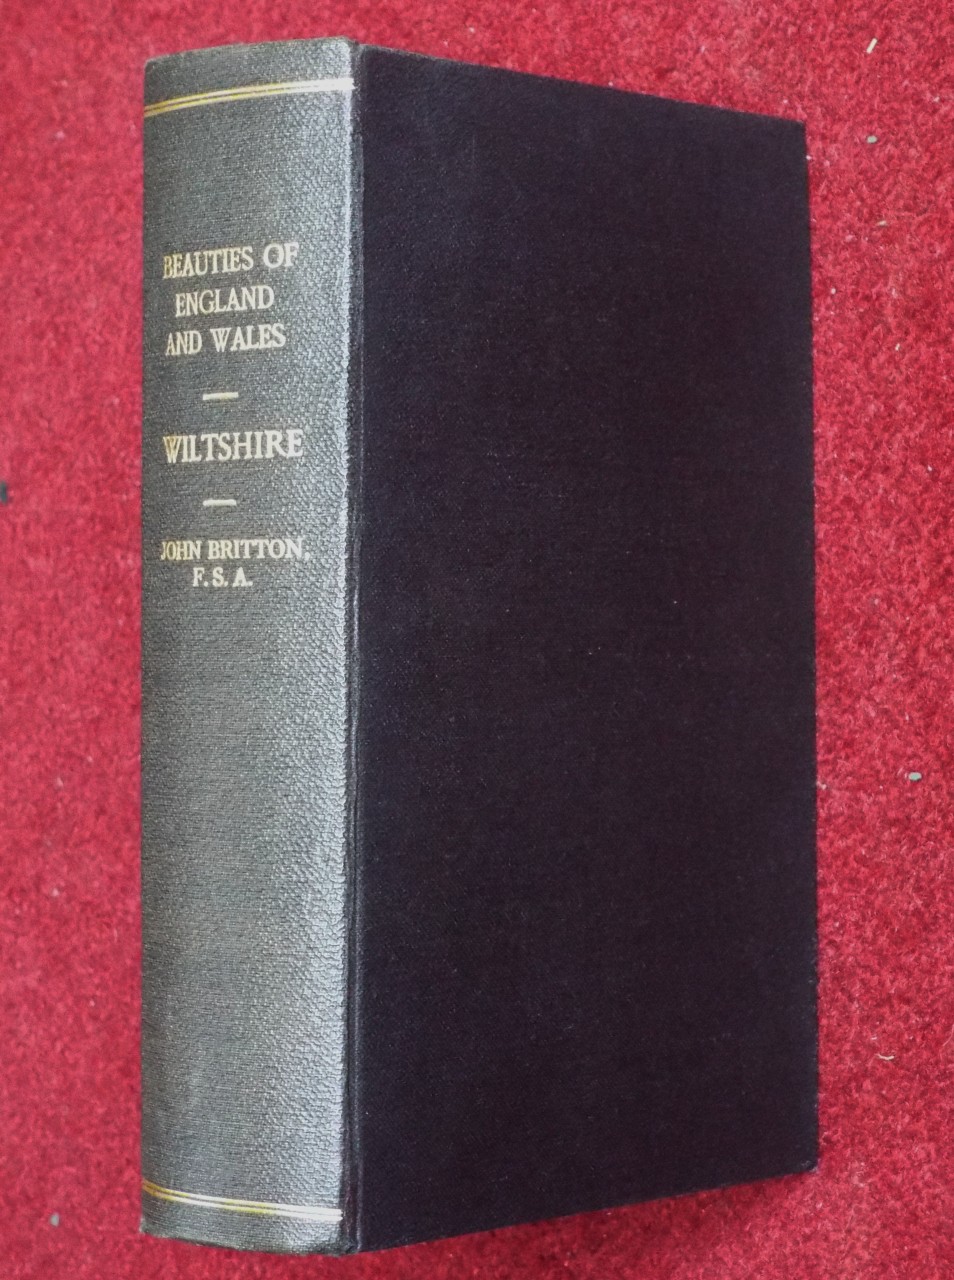 BEAUTIES OF
ENGLAND
AND WALES
WILTSHIRE
JOHN BRITTON,
F. S. A.